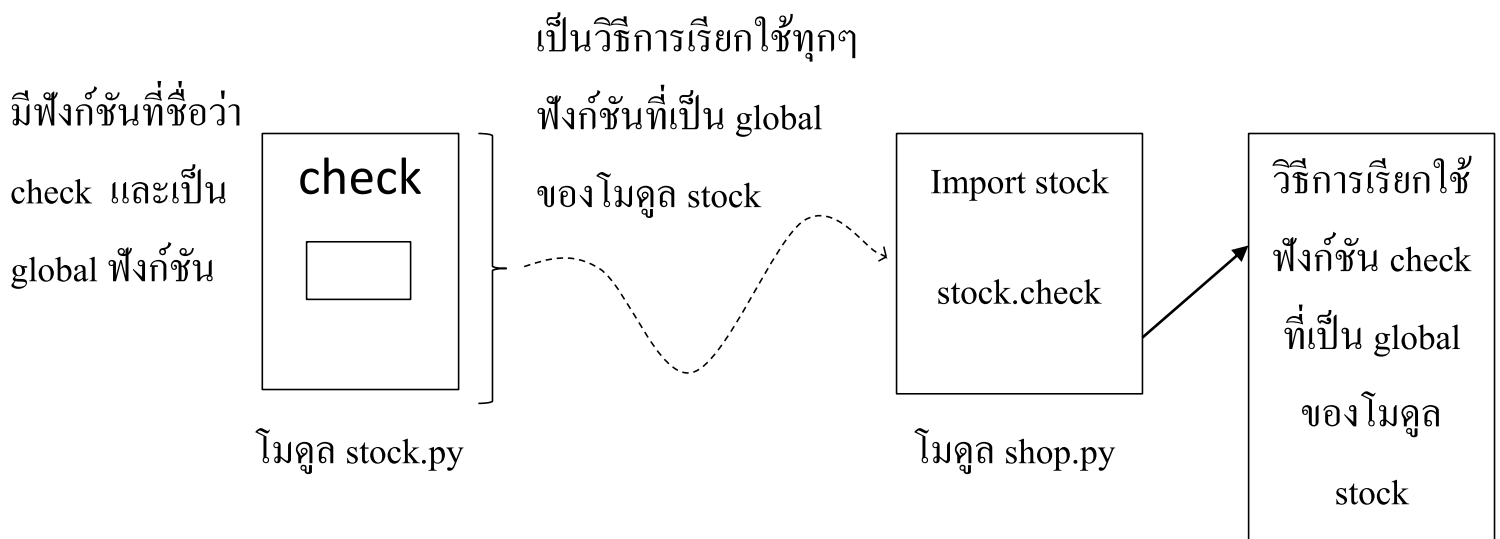 มีฟังก์ชันที่ชื่อว่า
check และเป็น
global ฟังก์ชัน
check
โมดูล stock.py
เป็นวิธีการเรียกใช้ทุกๆ
ฟังก์ชันที่เป็น global
ของโมดูล stock
Import stock
stock.check
โมดูล shop.py
วิธีการเรียกใช้
ฟังก์ชัน check
ที่เป็น global
ของโมดูล
stock